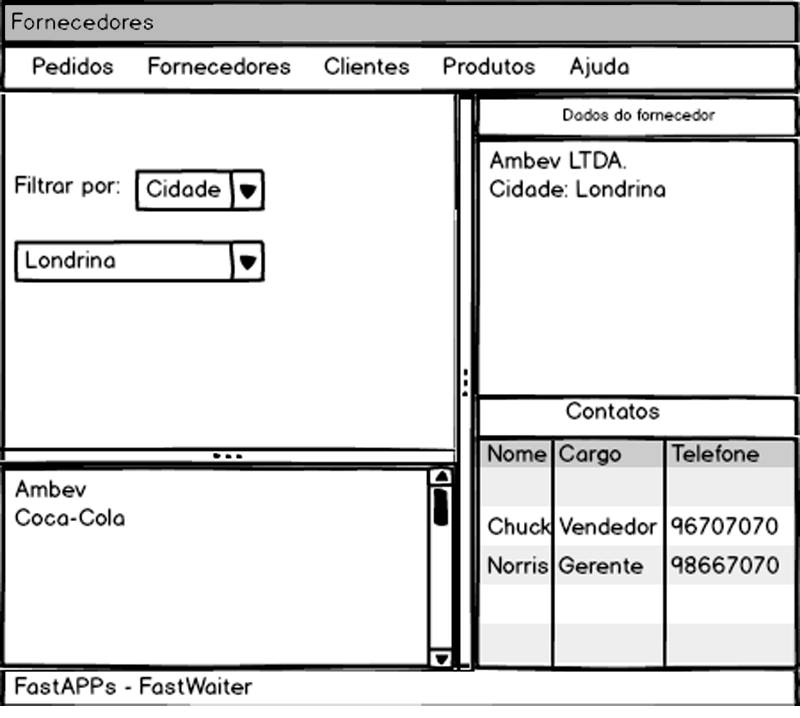 Fornecedores
Pedidos Fornecedores Clientes Produtos Ajuda
Filtrar por: Cidade
Londrina
Ambev
Coca-Cola
Dados do fornecedor
Ambev LTDA.
Cidade: Londrina
Contatos
Nome Cargo Telefone
Chuck Vendedor 96707070
Norris Gerente 98667070
FastAPPs - FastWaiter